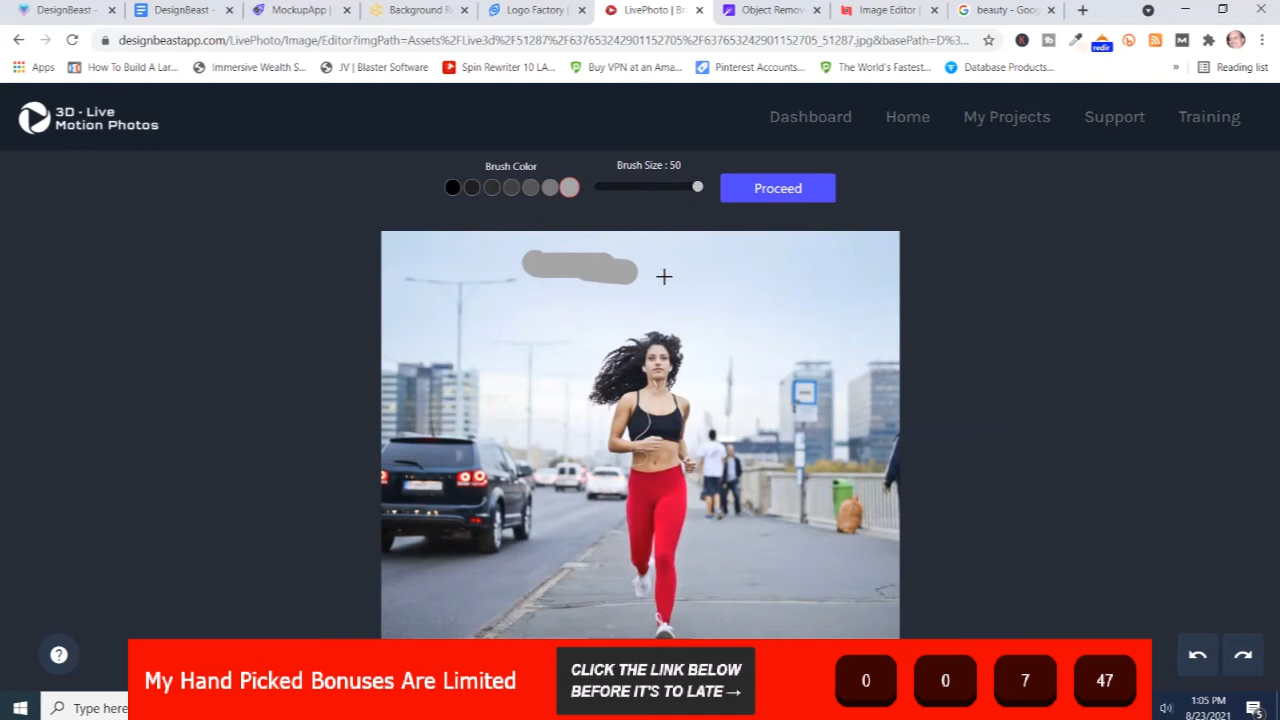 DesignBeast -
DesignBeast -
MockupApp |
Background R
Logo Factory |
LivePhoto | Br
Object Remov
Image Editor |
beauty - Goog
designbeastapp.com/LivePhoto/Image/Editor?imgPath=Assets%2FLive3d%2F51287%2F637653242901152705%2F637653242901152705_51287.jpg&basePath=D%3...
redir
Apps
How To Build A Lar...
Immersive Wealth S...
JV | Blaster Software
Spin Rewriter 10 LA...
Buy VPN at an Ama...
Pinterest Accounts...
The World's Fastest...
Database Products...
»
Reading list
3D - Live
Motion Photos
Dashboard
Home
My Projects
Support
Training
Brush Color
Brush Size : 50
Proceed
My Hand Picked Bonuses Are Limited
CLICK THE LINK BELOW
BEFORE IT'S TO LATE→
0
0
7
47
Type here
1:05 PM
8/23/2021
5